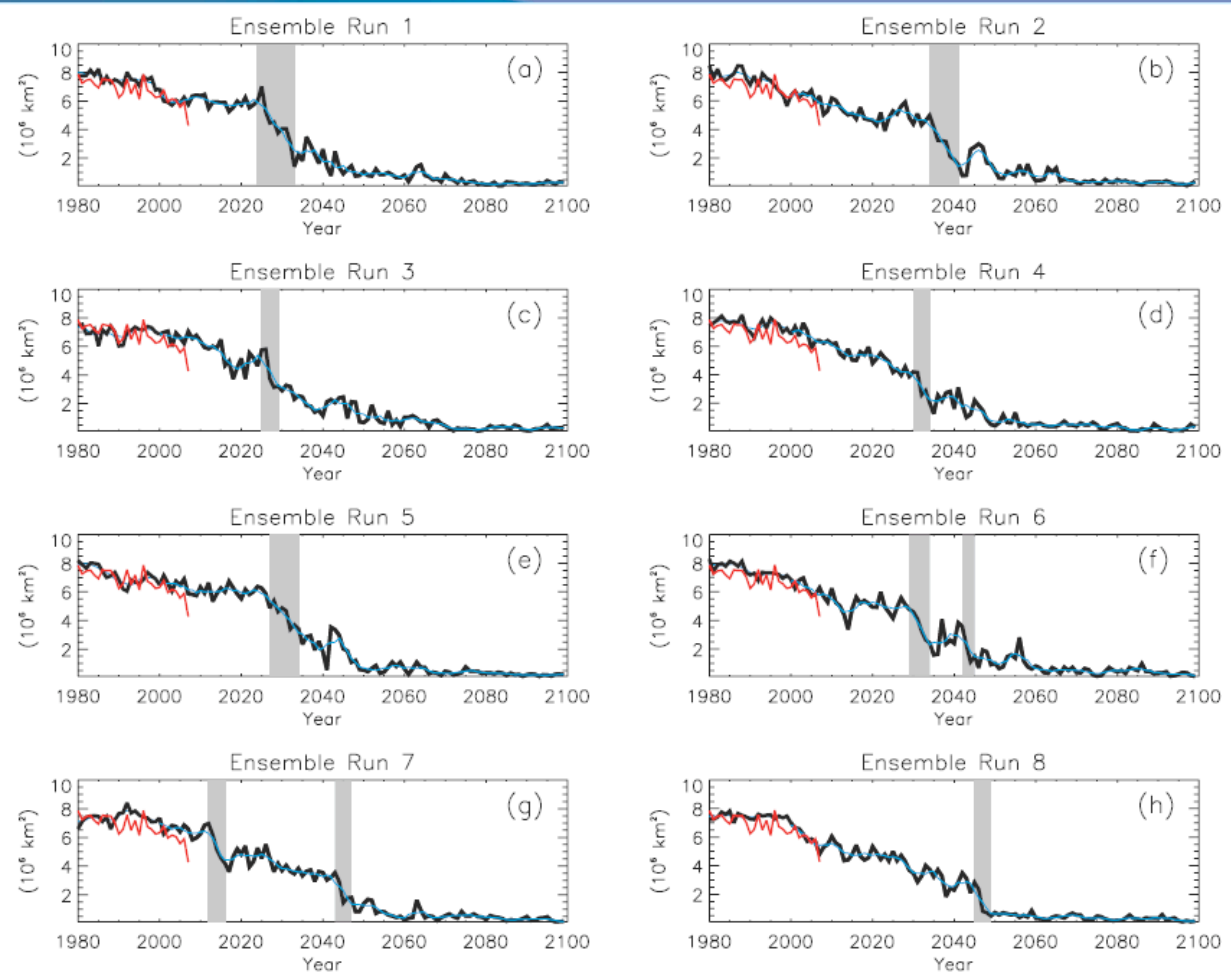 Ensemble Run 1
(a)
(10⁶ km²)
10
8
6
4
2
1980 2000 2020 2040 2060 2080 2100
Year
Ensemble Run 2
(b)
(10⁶ km²)
10
8
6
4
2
1980 2000 2020 2040 2060 2080 2100
Year
Ensemble Run 3
(c)
(10⁶ km²)
10
8
6
4
2
1980 2000 2020 2040 2060 2080 2100
Year
Ensemble Run 4
(d)
(10⁶ km²)
10
8
6
4
2
1980 2000 2020 2040 2060 2080 2100
Year
Ensemble Run 5
(e)
(10⁶ km²)
10
8
6
4
2
1980 2000 2020 2040 2060 2080 2100
Year
Ensemble Run 6
(f)
(10⁶ km²)
10
8
6
4
2
1980 2000 2020 2040 2060 2080 2100
Year
Ensemble Run 7
(g)
(10⁶ km²)
10
8
6
4
2
1980 2000 2020 2040 2060 2080 2100
Year
Ensemble Run 8
(h)
(10⁶ km²)
10
8
6
4
2
1980 2000 2020 2040 2060 2080 2100
Year